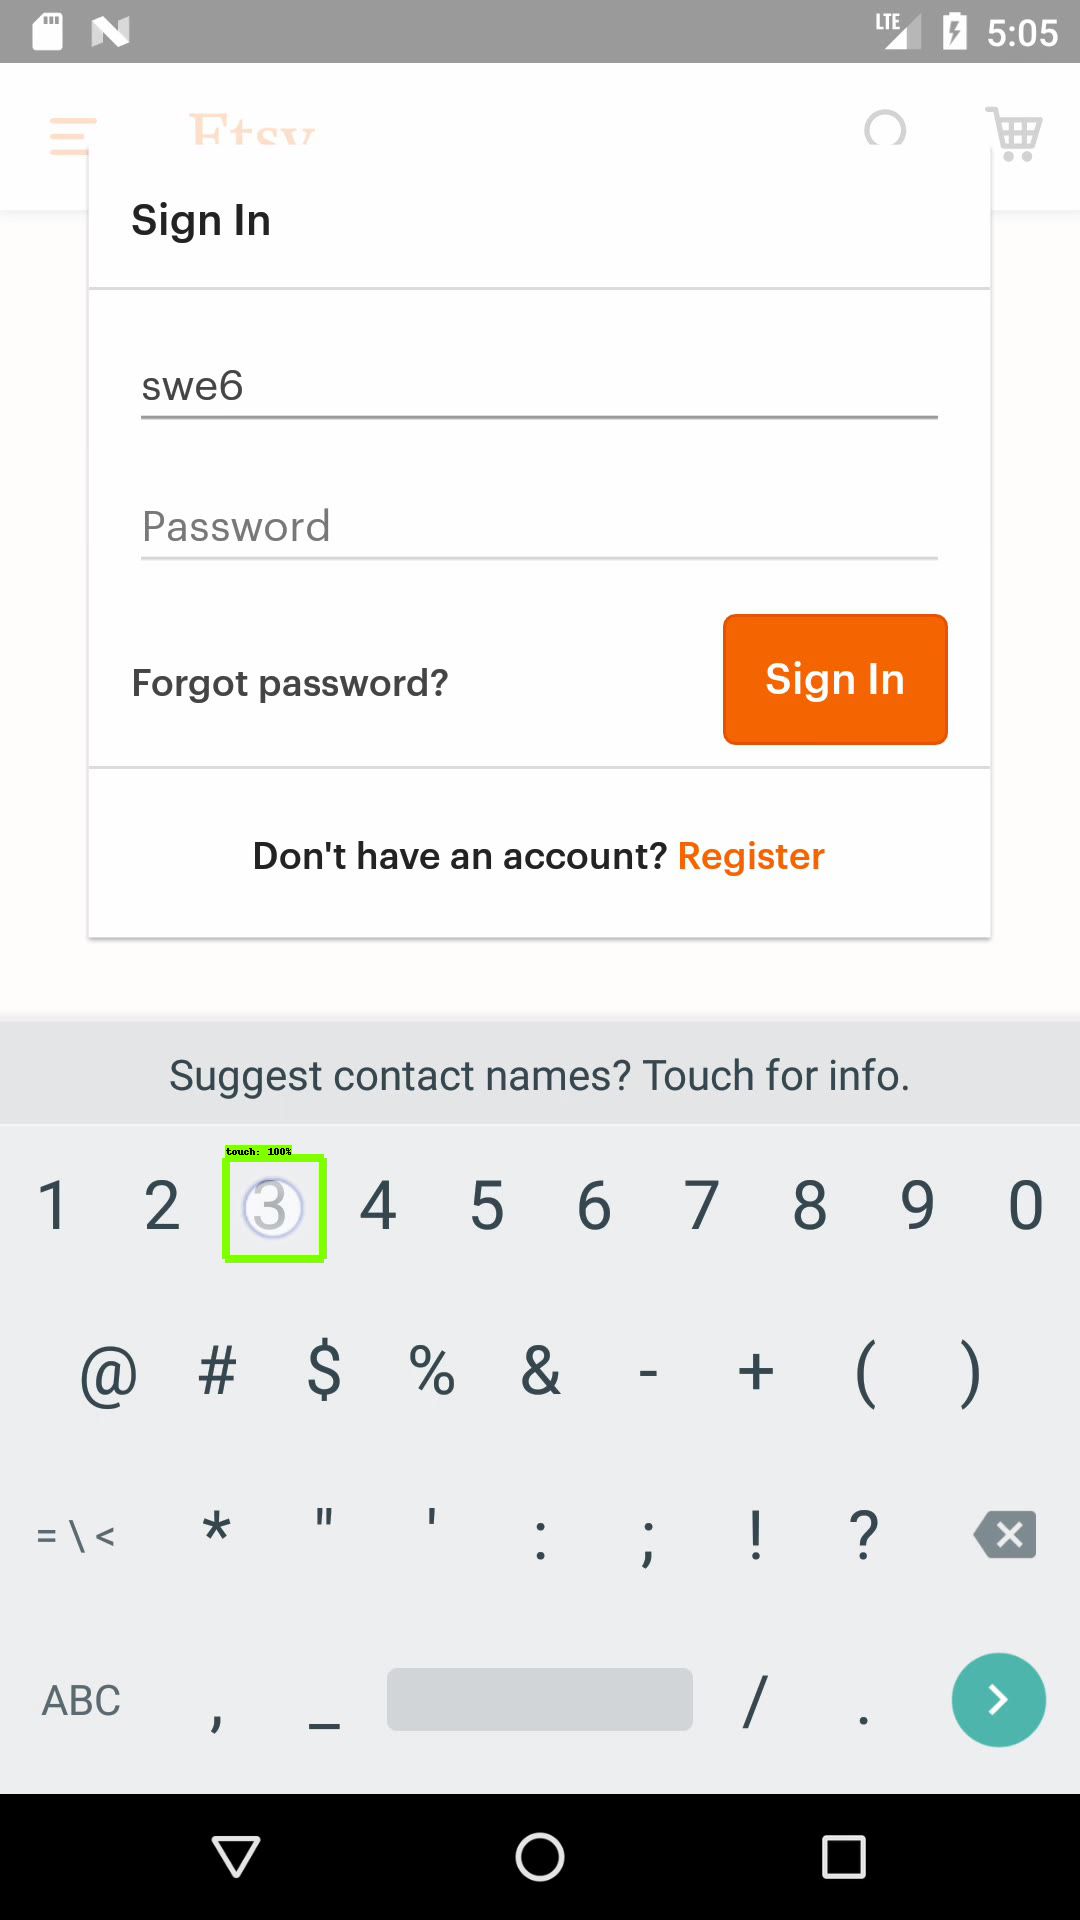 LTE 5:05
Etsy
Sign In
swe6
Password
Forgot password? Sign In
Don't have an account? Register
Suggest contact names? Touch for info.
touch: 100%
1 2 3 4 5 6 7 8 9 0
@ # $ % & - + ( )
= \ < * " ' : ; ! ?
ABC , _ / .